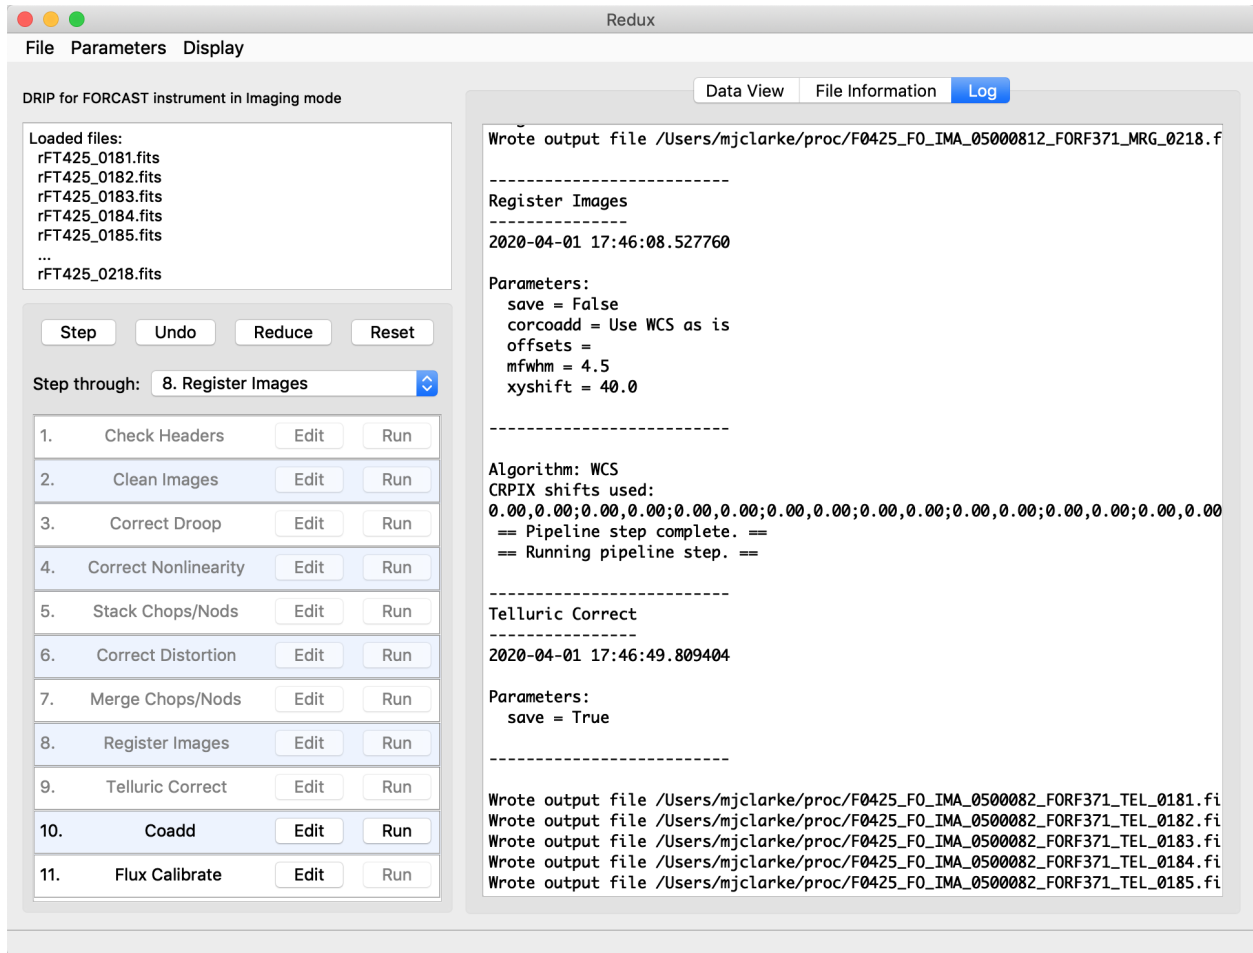 Redux
File Parameters Display
DRIP for FORCAST instrument in Imaging mode
Loaded files:
rFT425_0181.fits
rFT425_0182.fits
rFT425_0183.fits
rFT425_0184.fits
rFT425_0185.fits
...
rFT425_0218.fits
Step Undo Reduce Reset
Step through: 8. Register Images
1. Check Headers Edit Run
2. Clean Images Edit Run
3. Correct Droop Edit Run
4. Correct Nonlinearity Edit Run
5. Stack Chops/Nods Edit Run
6. Correct Distortion Edit Run
7. Merge Chops/Nods Edit Run
8. Register Images Edit Run
9. Telluric Correct Edit Run
10. Coadd Edit Run
11. Flux Calibrate Edit Run
Data View File Information Log
Wrote output file /Users/mjclarke/proc/F0425_FO_IMA_05000812_FORF371_MRG_0218.f
--------------------------
Register Images
---------------
2020-04-01 17:46:08.527760
Parameters:
save = False
corcoadd = Use WCS as is
offsets =
mfwhm = 4.5
xyshift = 40.0
--------------------------
Algorithm: WCS
CRPIX shifts used:
0.00,0.00;0.00,0.00;0.00,0.00;0.00,0.00;0.00,0.00;0.00,0.00;0.00,0.00;0.00,0.00
== Pipeline step complete. ==
== Running pipeline step. ==
--------------------------
Telluric Correct
----------------
2020-04-01 17:46:49.809404
Parameters:
save = True
--------------------------
Wrote output file /Users/mjclarke/proc/F0425_FO_IMA_0500082_FORF371_TEL_0181.fi
Wrote output file /Users/mjclarke/proc/F0425_FO_IMA_0500082_FORF371_TEL_0182.fi
Wrote output file /Users/mjclarke/proc/F0425_FO_IMA_0500082_FORF371_TEL_0183.fi
Wrote output file /Users/mjclarke/proc/F0425_FO_IMA_0500082_FORF371_TEL_0184.fi
Wrote output file /Users/mjclarke/proc/F0425_FO_IMA_0500082_FORF371_TEL_0185.fi